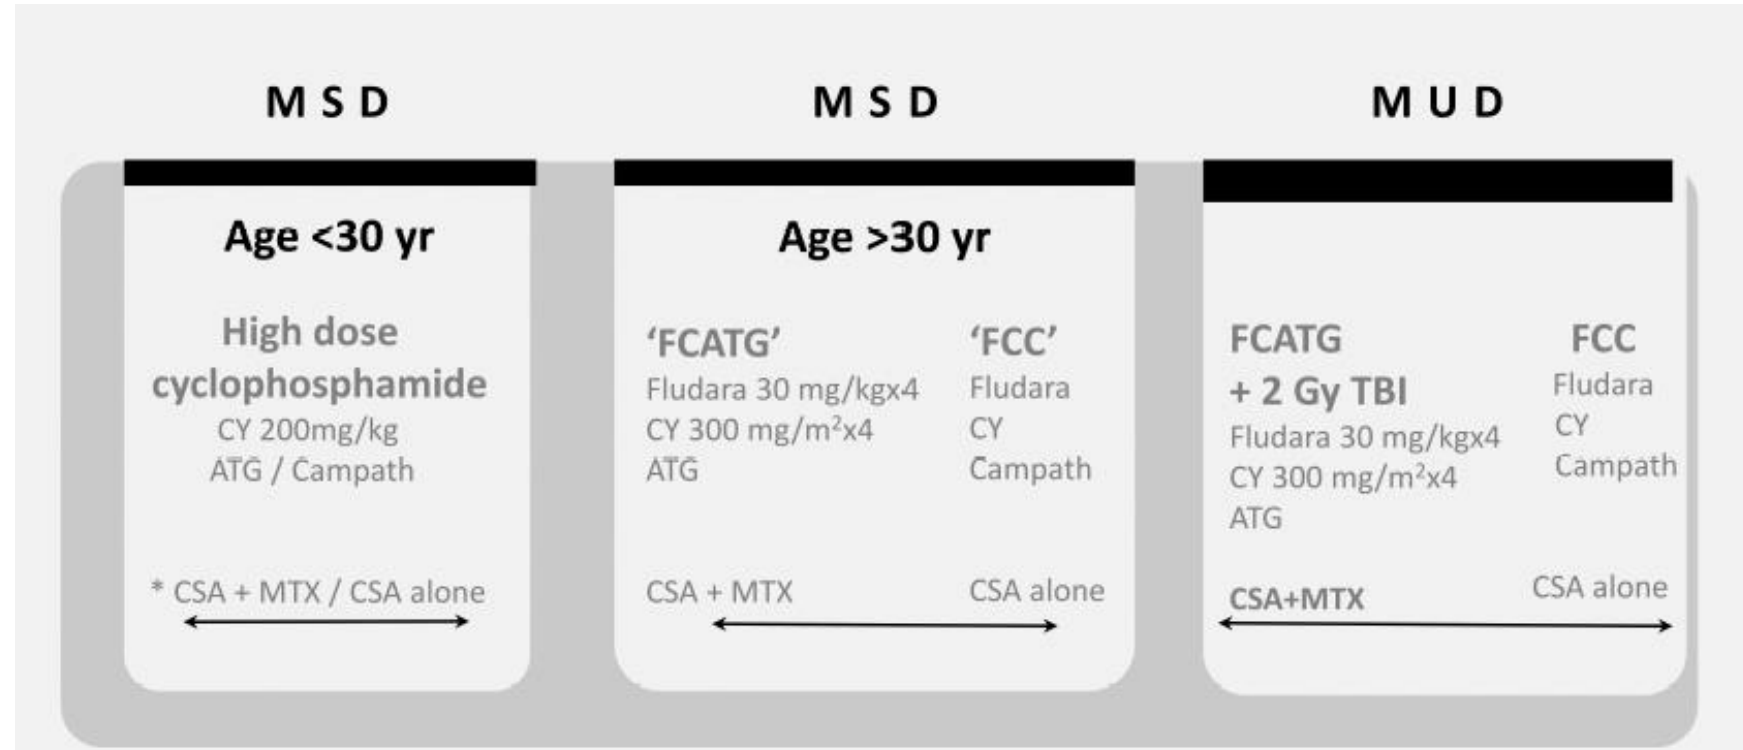 M S D
Age <30 yr
High dose
cyclophosphamide
CY 200mg/kg
ATG / Campath
* CSA + MTX / CSA alone
M S D
Age >30 yr
‘FCATG’
Fludara 30 mg/kgx4
CY 300 mg/m²x4
ATG
CSA + MTX
‘FCC’
Fludara
CY
Campath
CSA alone
M U D
FCATG
+ 2 Gy TBI
Fludara 30 mg/kgx4
CY 300 mg/m²x4
ATG
CSA+MTX
FCC
Fludara
CY
Campath
CSA alone